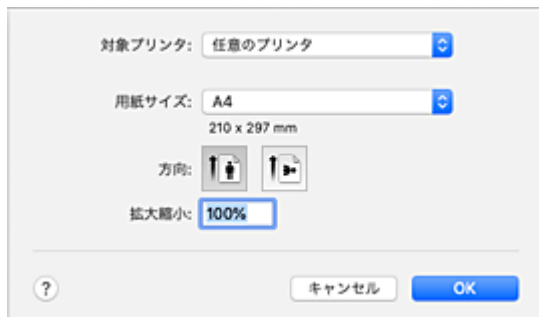 対象プリンタ: 任意のプリンタ
用紙サイズ: A4
210 x 297 mm
方向:
拡大縮小: 100%
?
キャンセル OK